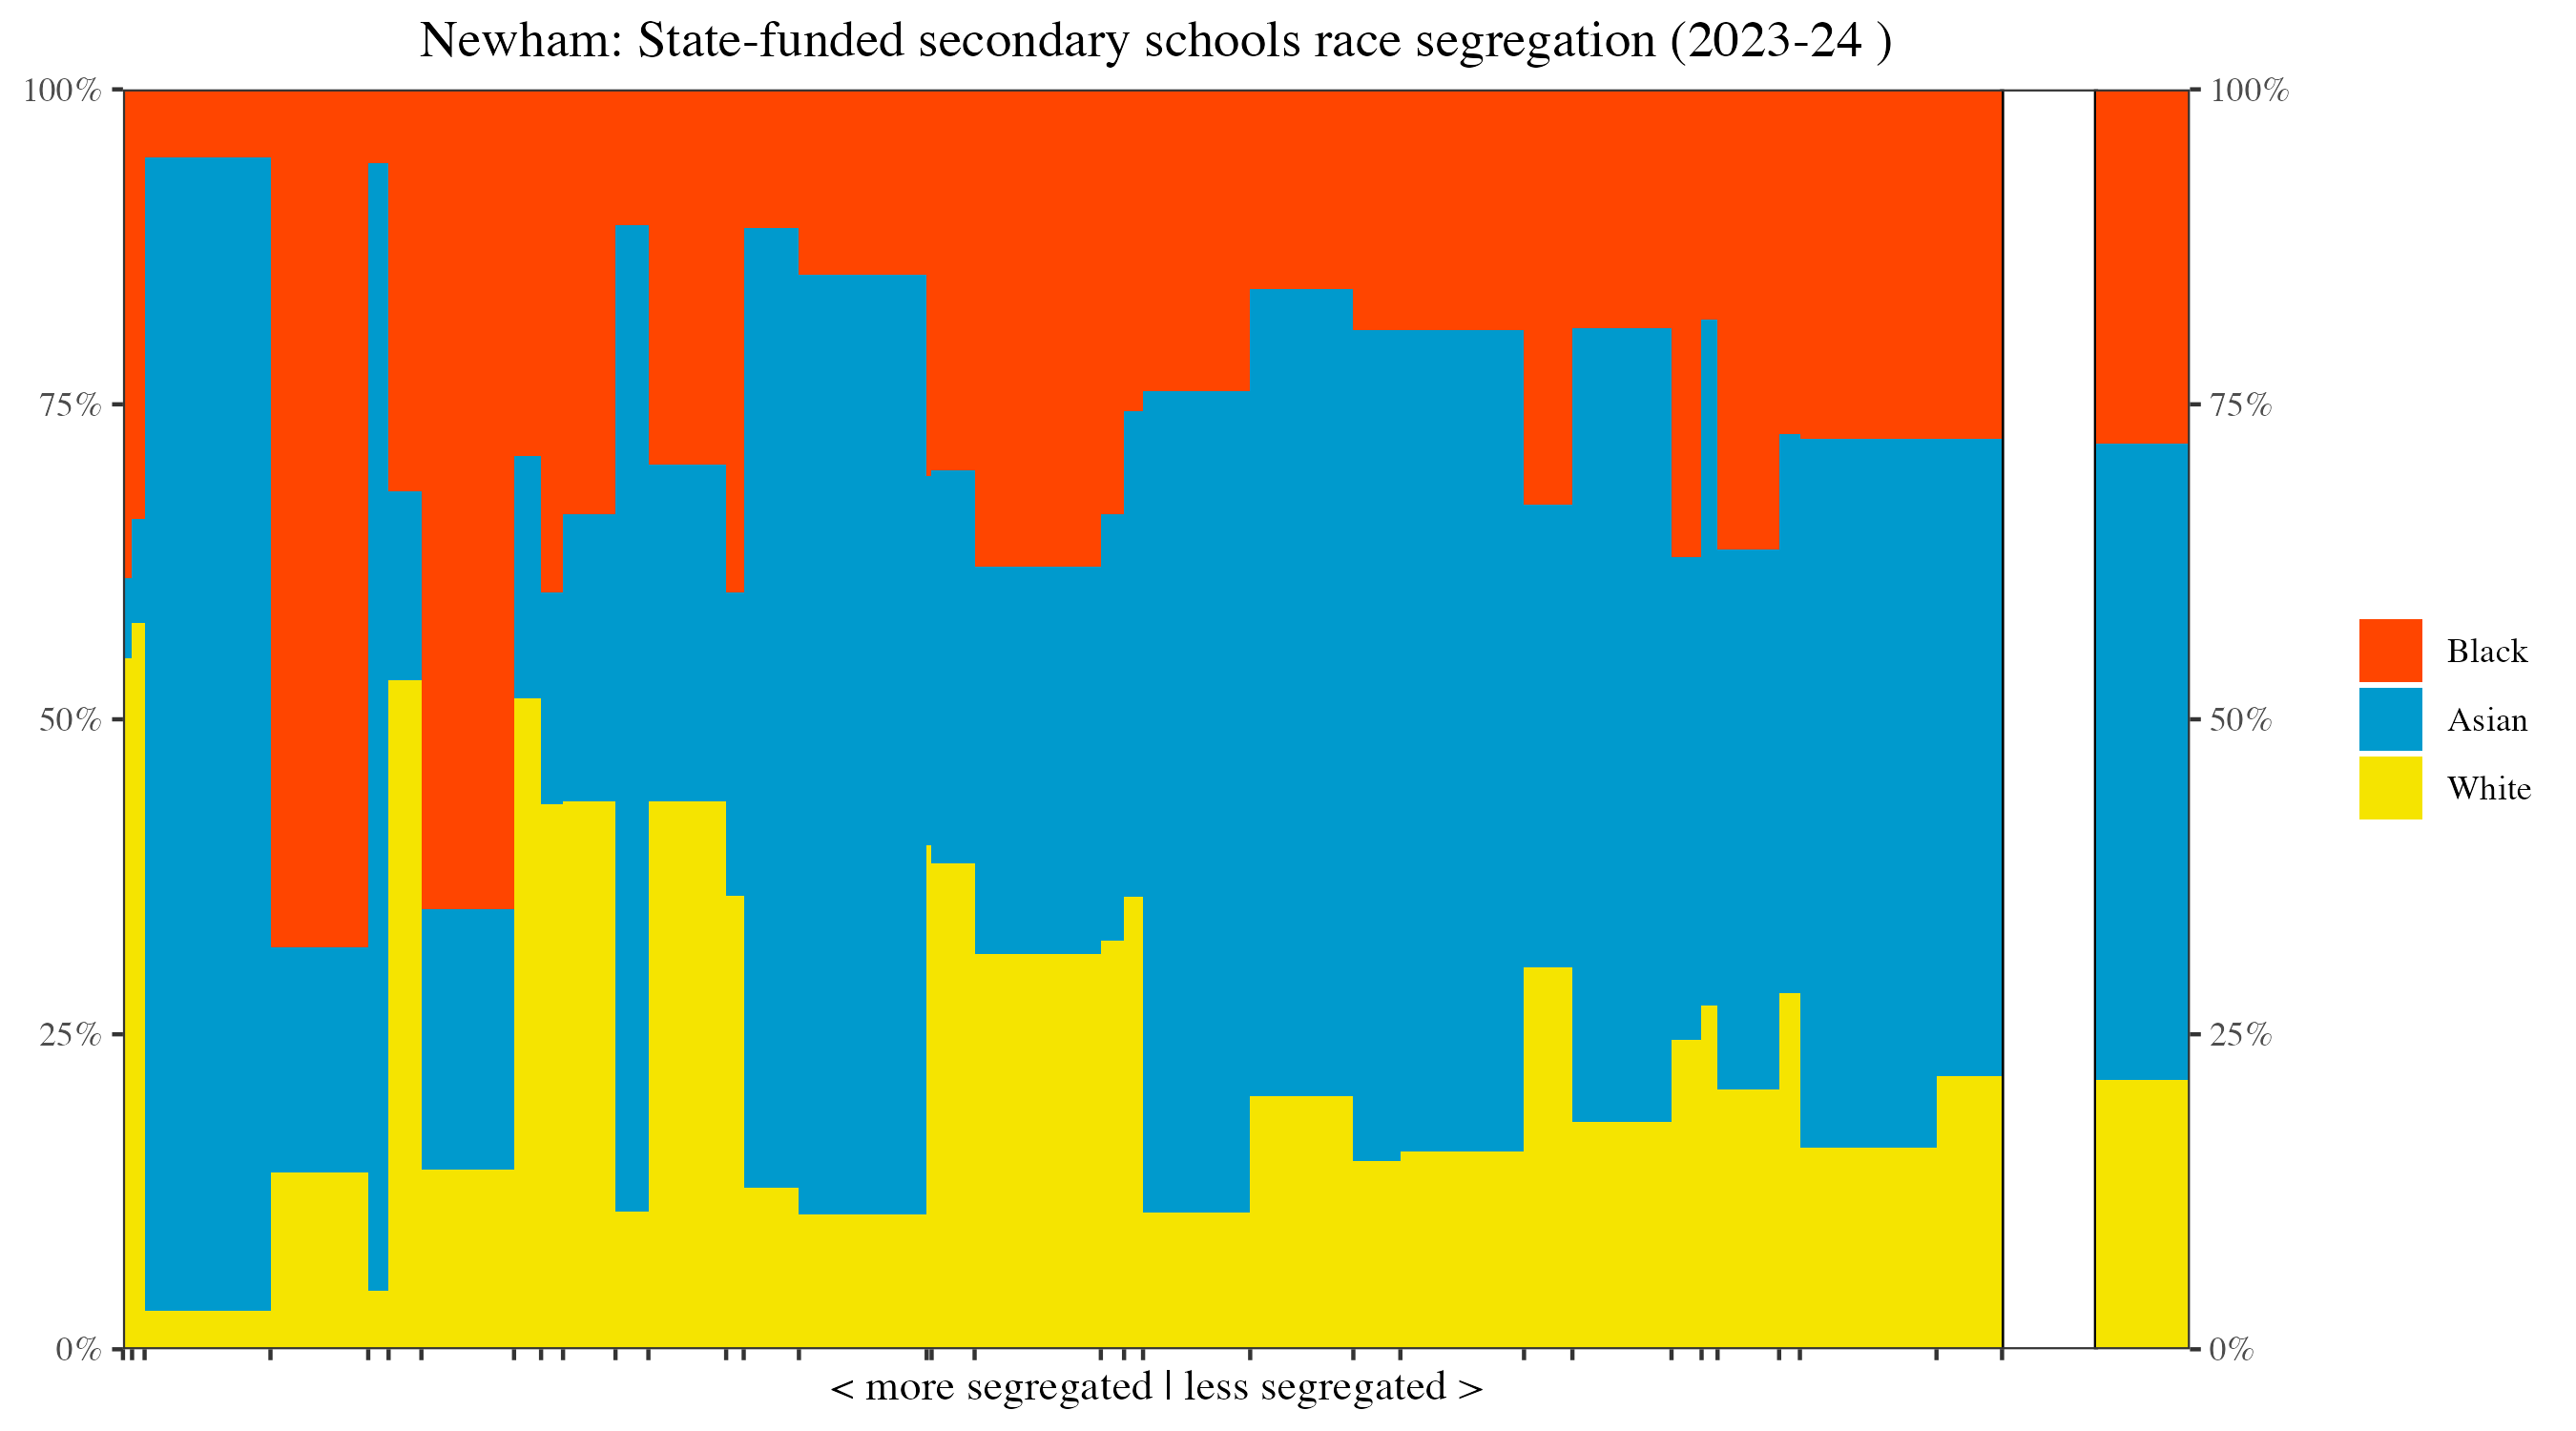 Newham: State-funded secondary schools race segregation (2023-24 )
100%
75%
50%
25%
0%
100%
75%
50%
25%
0%
Black
Asian
White
< more segregated | less segregated >